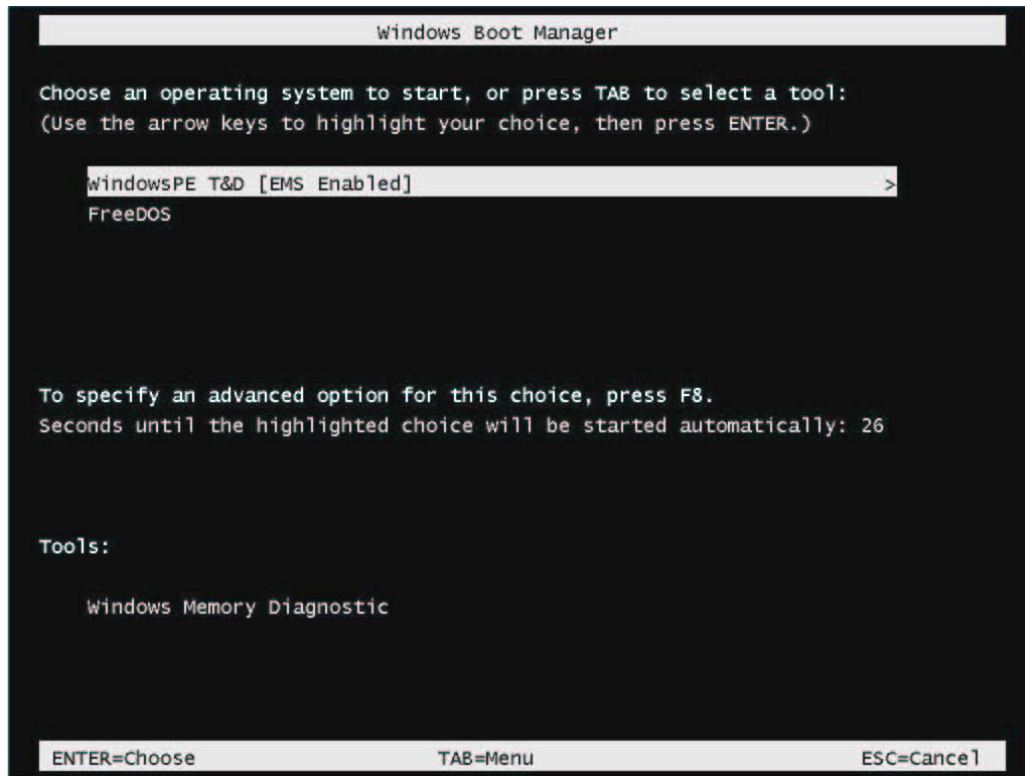 Windows Boot Manager
Choose an operating system to start, or press TAB to select a tool:
(Use the arrow keys to highlight your choice, then press ENTER.)
WindowsPE T&D [EMS Enabled] >
FreeDOS
To specify an advanced option for this choice, press F8.
Seconds until the highlighted choice will be started automatically: 26
Tools:
Windows Memory Diagnostic
ENTER=Choose TAB=Menu ESC=Cancel